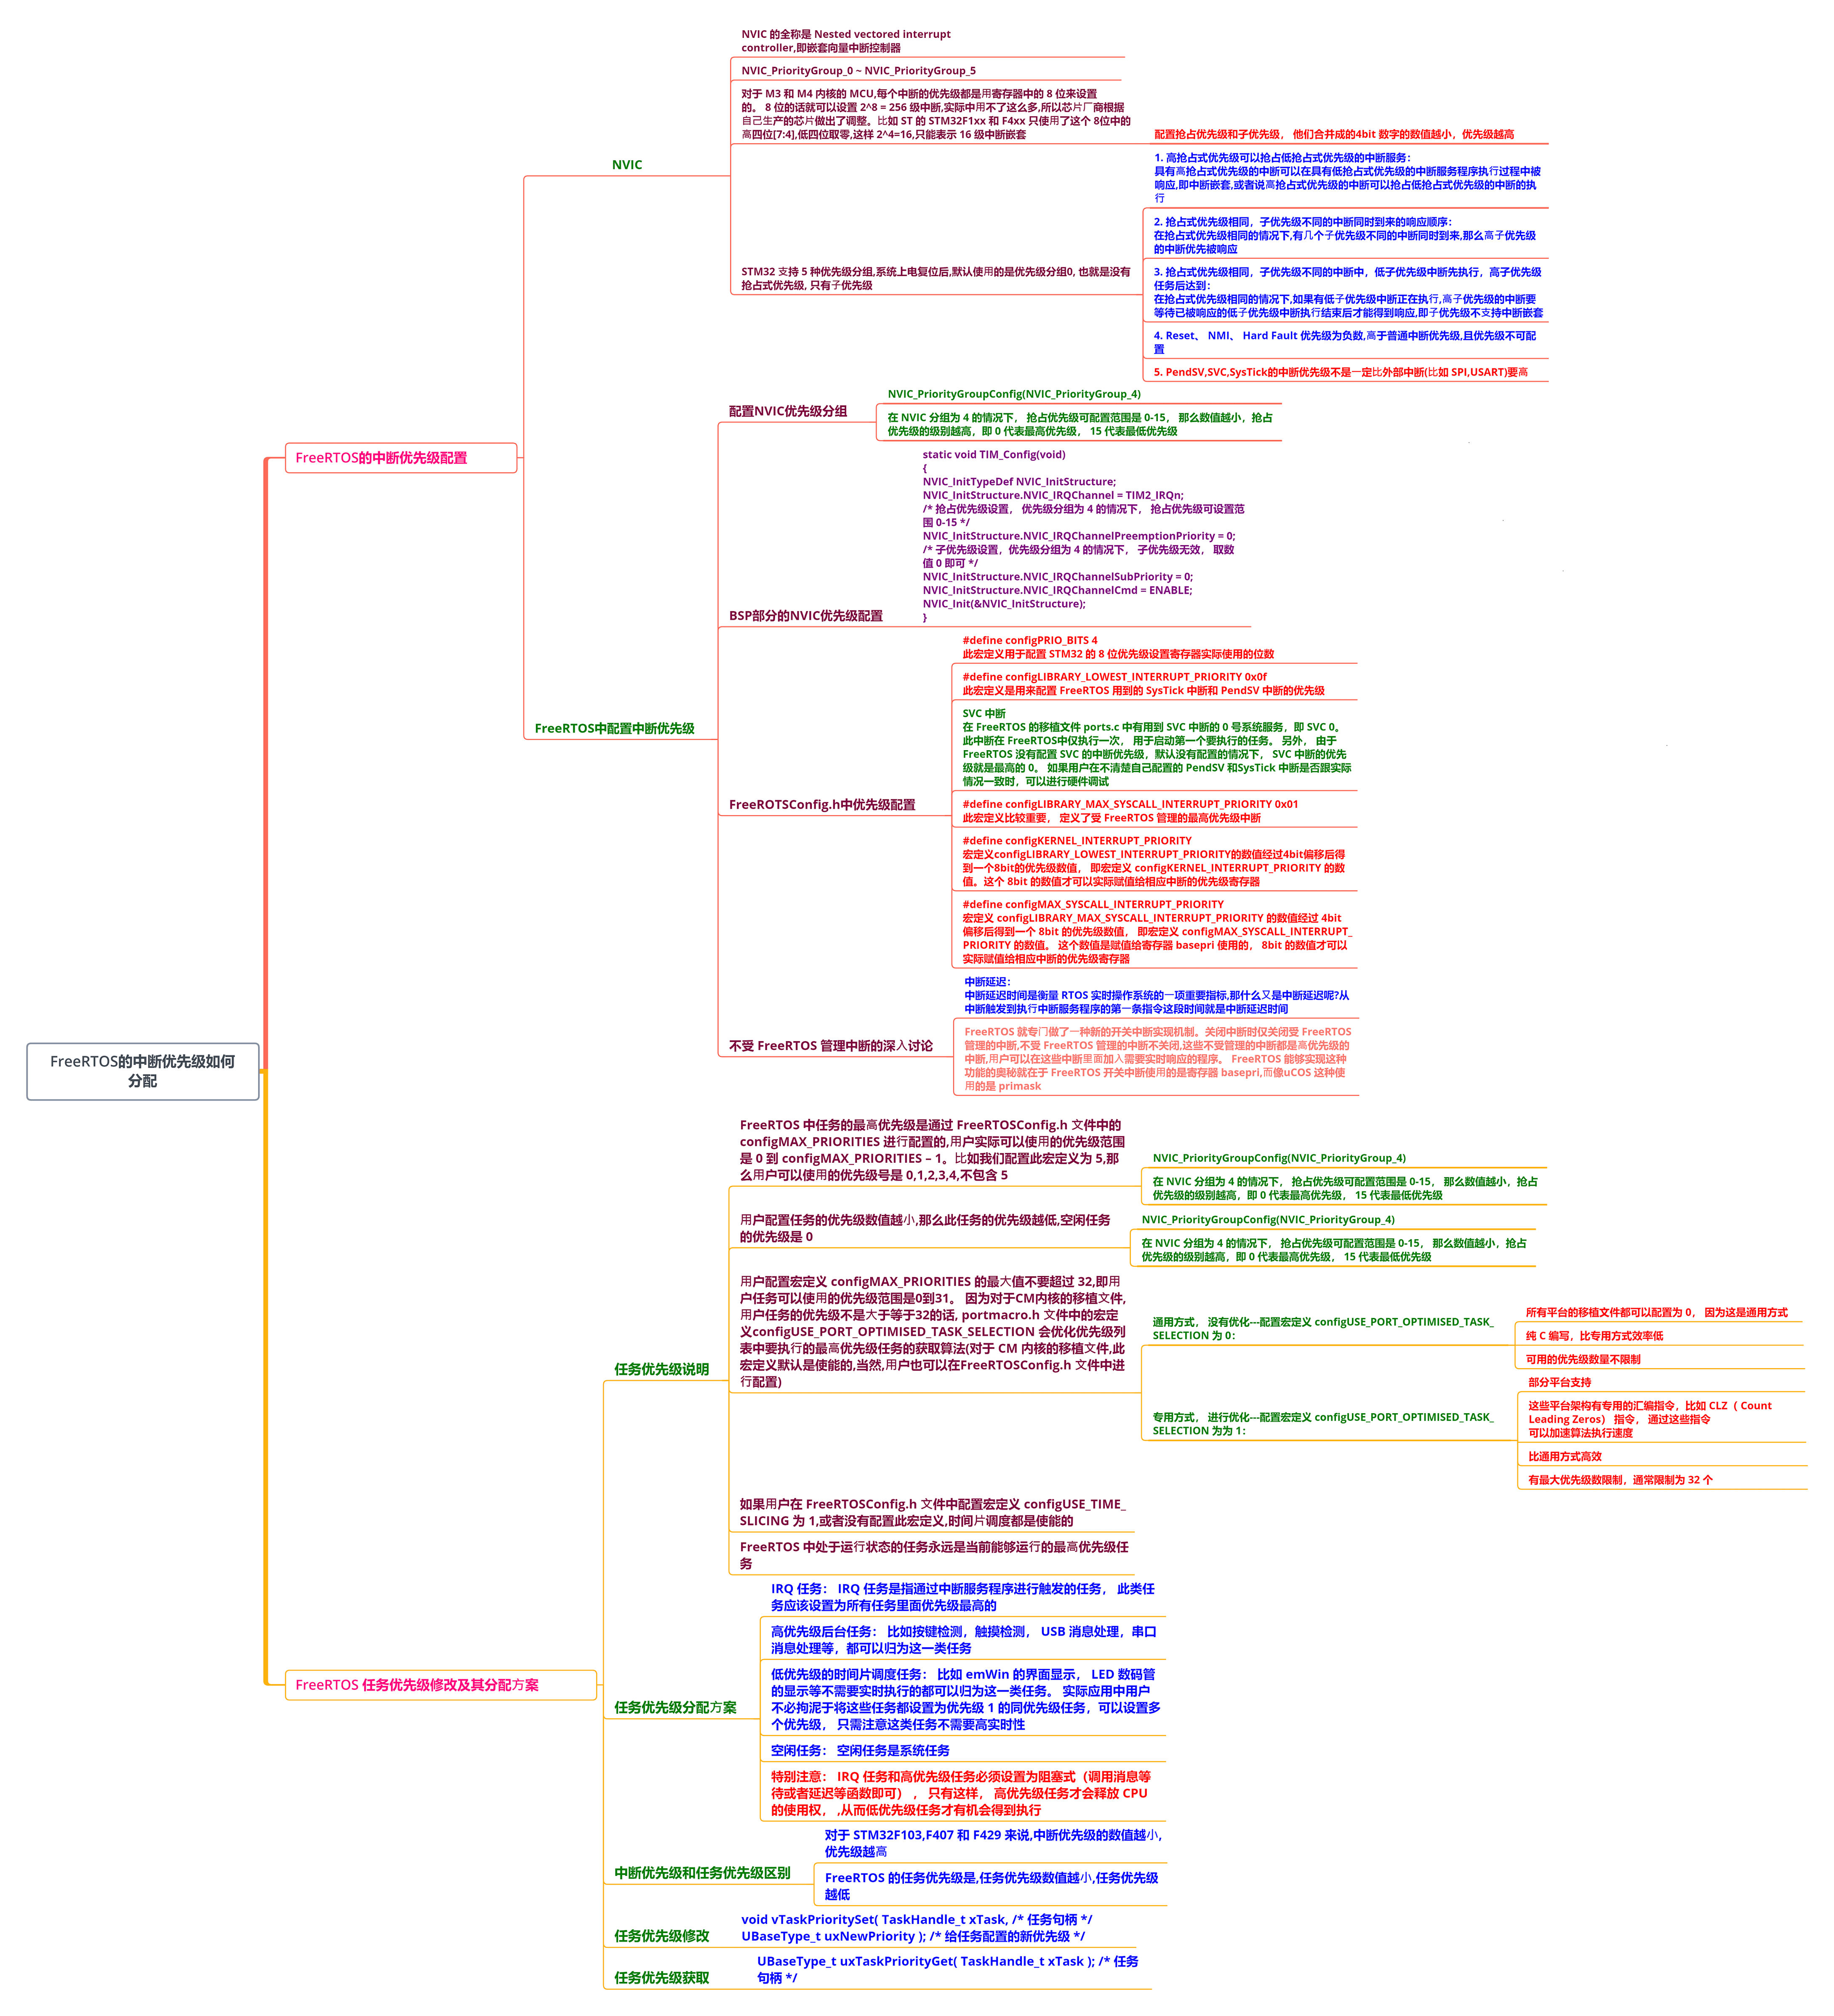 FreeRTOS的中断优先级如何
分配
FreeRTOS的中断优先级配置
NVIC
NVIC 的全称是 Nested vectored interrupt
controller,即嵌套向量中断控制器
NVIC_PriorityGroup_0 ~ NVIC_PriorityGroup_5
对于 M3 和 M4 内核的 MCU,每个中断的优先级都是用寄存器中的 8 位来设置
的。 8 位的话就可以设置 2^8 = 256 级中断,实际中用不了这么多,所以芯片厂商根据
自己生产的芯片做出了调整。比如 ST 的 STM32F1xx 和 F4xx 只使用了这个 8位中的
高四位[7:4],低四位取零,这样 2^4=16,只能表示 16 级中断嵌套
配置抢占优先级和子优先级， 他们合并成的4bit 数字的数值越小，优先级越高
STM32 支持 5 种优先级分组,系统上电复位后,默认使用的是优先级分组0, 也就是没有
抢占式优先级, 只有子优先级
1. 高抢占式优先级可以抢占低抢占式优先级的中断服务：
具有高抢占式优先级的中断可以在具有低抢占式优先级的中断服务程序执行过程中被
响应,即中断嵌套,或者说高抢占式优先级的中断可以抢占低抢占式优先级的中断的执
行
2. 抢占式优先级相同，子优先级不同的中断同时到来的响应顺序：
在抢占式优先级相同的情况下,有几个子优先级不同的中断同时到来,那么高子优先级
的中断优先被响应
3. 抢占式优先级相同，子优先级不同的中断中，低子优先级中断先执行，高子优先级
任务后达到：
在抢占式优先级相同的情况下,如果有低子优先级中断正在执行,高子优先级的中断要
等待已被响应的低子优先级中断执行结束后才能得到响应,即子优先级不支持中断嵌套
4. Reset、 NMI、 Hard Fault 优先级为负数,高于普通中断优先级,且优先级不可配
置
5. PendSV,SVC,SysTick的中断优先级不是一定比外部中断(比如 SPI,USART)要高
FreeRTOS中配置中断优先级
配置NVIC优先级分组
NVIC_PriorityGroupConfig(NVIC_PriorityGroup_4)
在 NVIC 分组为 4 的情况下， 抢占优先级可配置范围是 0-15， 那么数值越小，抢占
优先级的级别越高，即 0 代表最高优先级， 15 代表最低优先级
BSP部分的NVIC优先级配置
static void TIM_Config(void)
{
NVIC_InitTypeDef NVIC_InitStructure;
NVIC_InitStructure.NVIC_IRQChannel = TIM2_IRQn;
/* 抢占优先级设置， 优先级分组为 4 的情况下， 抢占优先级可设置范
围 0-15 */
NVIC_InitStructure.NVIC_IRQChannelPreemptionPriority = 0;
/* 子优先级设置，优先级分组为 4 的情况下， 子优先级无效， 取数
值 0 即可 */
NVIC_InitStructure.NVIC_IRQChannelSubPriority = 0;
NVIC_InitStructure.NVIC_IRQChannelCmd = ENABLE;
NVIC_Init(&NVIC_InitStructure);
}
FreeROTSConfig.h中优先级配置
#define configPRIO_BITS 4
此宏定义用于配置 STM32 的 8 位优先级设置寄存器实际使用的位数
#define configLIBRARY_LOWEST_INTERRUPT_PRIORITY 0x0f
此宏定义是用来配置 FreeRTOS 用到的 SysTick 中断和 PendSV 中断的优先级
SVC 中断
在 FreeRTOS 的移植文件 ports.c 中有用到 SVC 中断的 0 号系统服务，即 SVC 0。
此中断在 FreeRTOS中仅执行一次， 用于启动第一个要执行的任务。 另外， 由于
FreeRTOS 没有配置 SVC 的中断优先级，默认没有配置的情况下， SVC 中断的优先
级就是最高的 0。 如果用户在不清楚自己配置的 PendSV 和SysTick 中断是否跟实际
情况一致时，可以进行硬件调试
#define configLIBRARY_MAX_SYSCALL_INTERRUPT_PRIORITY 0x01
此宏定义比较重要， 定义了受 FreeRTOS 管理的最高优先级中断
#define configKERNEL_INTERRUPT_PRIORITY
宏定义configLIBRARY_LOWEST_INTERRUPT_PRIORITY的数值经过4bit偏移后得
到一个8bit的优先级数值， 即宏定义 configKERNEL_INTERRUPT_PRIORITY 的数
值。这个 8bit 的数值才可以实际赋值给相应中断的优先级寄存器
#define configMAX_SYSCALL_INTERRUPT_PRIORITY
宏定义 configLIBRARY_MAX_SYSCALL_INTERRUPT_PRIORITY 的数值经过 4bit
偏移后得到一个 8bit 的优先级数值， 即宏定义 configMAX_SYSCALL_INTERRUPT_
PRIORITY 的数值。 这个数值是赋值给寄存器 basepri 使用的， 8bit 的数值才可以
实际赋值给相应中断的优先级寄存器
不受 FreeRTOS 管理中断的深入讨论
中断延迟：
中断延迟时间是衡量 RTOS 实时操作系统的一项重要指标,那什么又是中断延迟呢?从
中断触发到执行中断服务程序的第一条指令这段时间就是中断延迟时间
FreeRTOS 就专门做了一种新的开关中断实现机制。关闭中断时仅关闭受 FreeRTOS
管理的中断,不受 FreeRTOS 管理的中断不关闭,这些不受管理的中断都是高优先级的
中断,用户可以在这些中断里面加入需要实时响应的程序。 FreeRTOS 能够实现这种
功能的奥秘就在于 FreeRTOS 开关中断使用的是寄存器 basepri,而像uCOS 这种使
用的是 primask
FreeRTOS 任务优先级修改及其分配方案
任务优先级说明
FreeRTOS 中任务的最高优先级是通过 FreeRTOSConfig.h 文件中的
configMAX_PRIORITIES 进行配置的,用户实际可以使用的优先级范围
是 0 到 configMAX_PRIORITIES – 1。比如我们配置此宏定义为 5,那
么用户可以使用的优先级号是 0,1,2,3,4,不包含 5
NVIC_PriorityGroupConfig(NVIC_PriorityGroup_4)
在 NVIC 分组为 4 的情况下， 抢占优先级可配置范围是 0-15， 那么数值越小，抢占
优先级的级别越高，即 0 代表最高优先级， 15 代表最低优先级
用户配置任务的优先级数值越小,那么此任务的优先级越低,空闲任务
的优先级是 0
NVIC_PriorityGroupConfig(NVIC_PriorityGroup_4)
在 NVIC 分组为 4 的情况下， 抢占优先级可配置范围是 0-15， 那么数值越小，抢占
优先级的级别越高，即 0 代表最高优先级， 15 代表最低优先级
用户配置宏定义 configMAX_PRIORITIES 的最大值不要超过 32,即用
户任务可以使用的优先级范围是0到31。 因为对于CM内核的移植文件,
用户任务的优先级不是大于等于32的话, portmacro.h 文件中的宏定
义configUSE_PORT_OPTIMISED_TASK_SELECTION 会优化优先级列
表中要执行的最高优先级任务的获取算法(对于 CM 内核的移植文件,此
宏定义默认是使能的,当然,用户也可以在FreeRTOSConfig.h 文件中进
行配置)
通用方式， 没有优化---配置宏定义 configUSE_PORT_OPTIMISED_TASK_
SELECTION 为 0：
所有平台的移植文件都可以配置为 0， 因为这是通用方式
纯 C 编写，比专用方式效率低
可用的优先级数量不限制
专用方式， 进行优化---配置宏定义 configUSE_PORT_OPTIMISED_TASK_
SELECTION 为为 1：
部分平台支持
这些平台架构有专用的汇编指令，比如 CLZ（ Count
Leading Zeros） 指令， 通过这些指令
可以加速算法执行速度
比通用方式高效
有最大优先级数限制，通常限制为 32 个
如果用户在 FreeRTOSConfig.h 文件中配置宏定义 configUSE_TIME_
SLICING 为 1,或者没有配置此宏定义,时间片调度都是使能的
FreeRTOS 中处于运行状态的任务永远是当前能够运行的最高优先级任
务
任务优先级分配方案
IRQ 任务： IRQ 任务是指通过中断服务程序进行触发的任务， 此类任
务应该设置为所有任务里面优先级最高的
高优先级后台任务： 比如按键检测，触摸检测， USB 消息处理，串口
消息处理等，都可以归为这一类任务
低优先级的时间片调度任务： 比如 emWin 的界面显示， LED 数码管
的显示等不需要实时执行的都可以归为这一类任务。 实际应用中用户
不必拘泥于将这些任务都设置为优先级 1 的同优先级任务，可以设置多
个优先级， 只需注意这类任务不需要高实时性
空闲任务： 空闲任务是系统任务
特别注意： IRQ 任务和高优先级任务必须设置为阻塞式（调用消息等
待或者延迟等函数即可） ， 只有这样， 高优先级任务才会释放 CPU
的使用权， ,从而低优先级任务才有机会得到执行
中断优先级和任务优先级区别
对于 STM32F103,F407 和 F429 来说,中断优先级的数值越小,
优先级越高
FreeRTOS 的任务优先级是,任务优先级数值越小,任务优先级
越低
任务优先级修改
void vTaskPrioritySet( TaskHandle_t xTask, /* 任务句柄 */
UBaseType_t uxNewPriority ); /* 给任务配置的新优先级 */
任务优先级获取
UBaseType_t uxTaskPriorityGet( TaskHandle_t xTask ); /* 任务
句柄 */